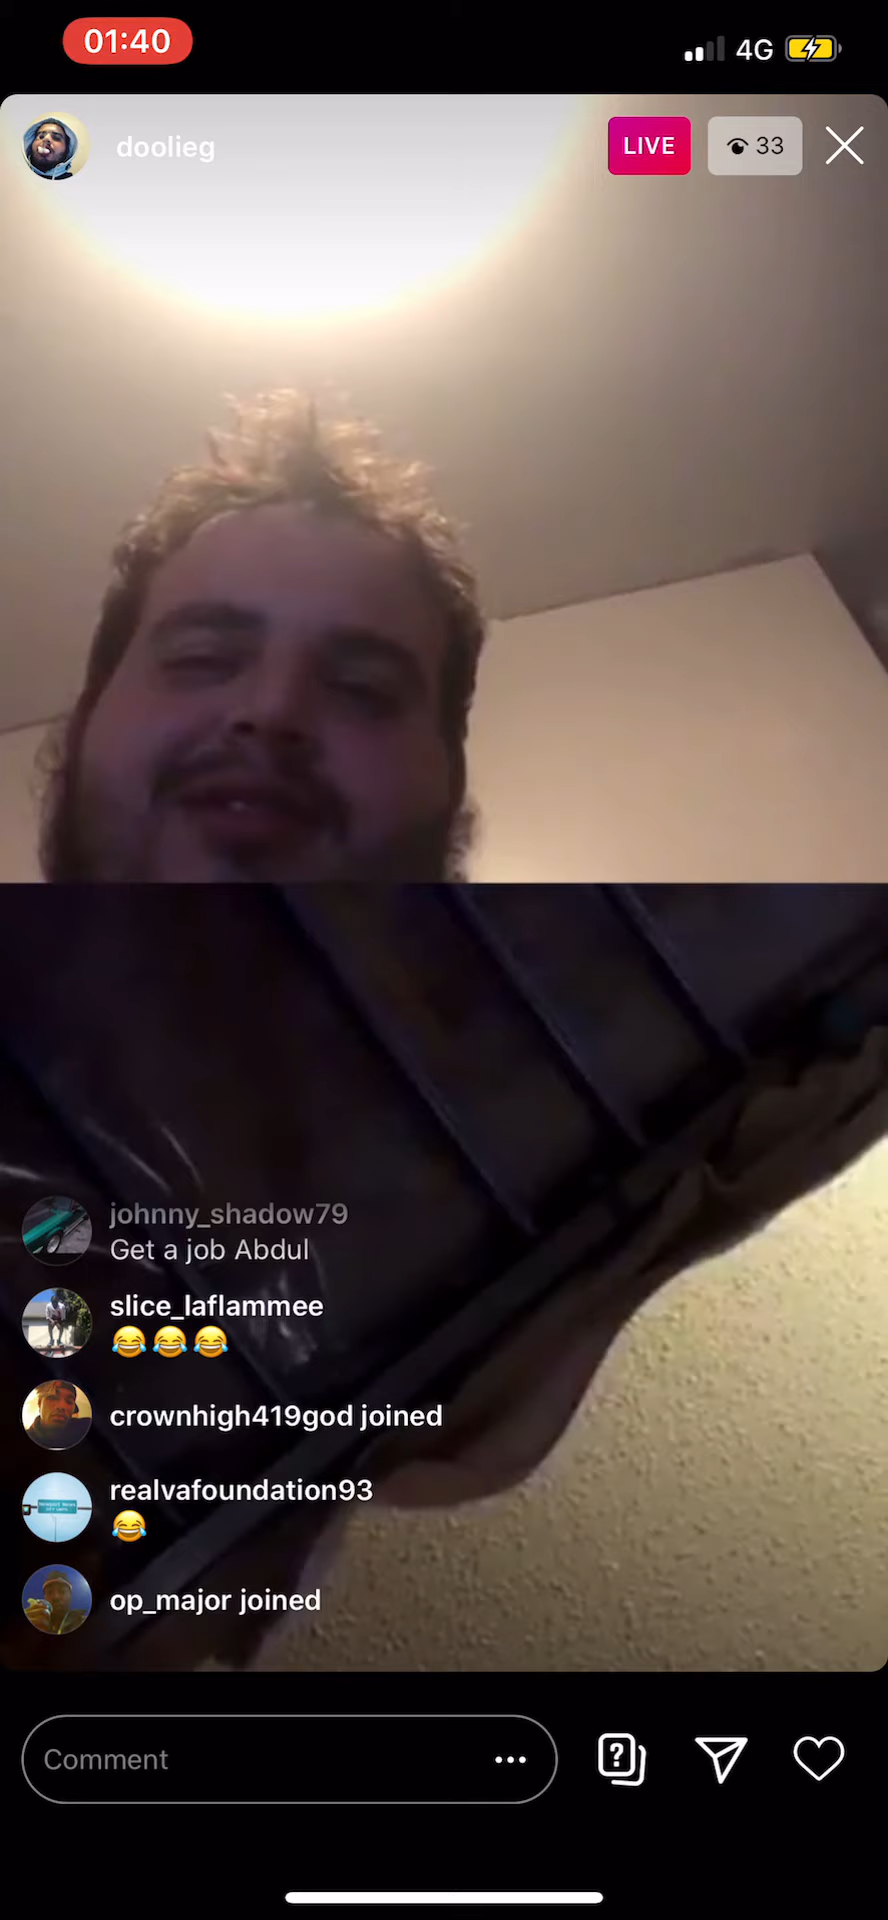 01:40
4G
doolieg
LIVE
33
johnny_shadow79
Get a job Abdul
slice_laflammee
😂😂😂
crownhigh419god joined
realvafoundation93
😂
op_major joined
Comment